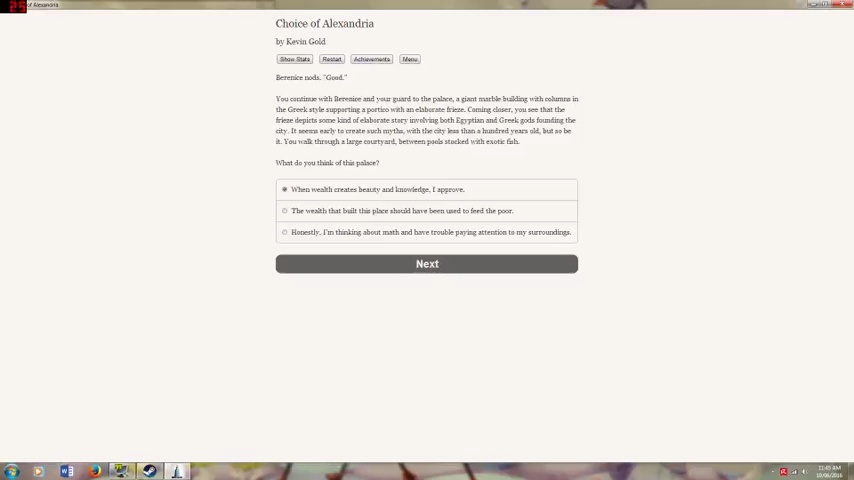 of Alexandria
Choice of Alexandria
by Kevin Gold
Show Stats Restart Achievements Menu
Berenice nods. "Good."
You continue with Berenice and your guard to the palace, a giant marble building with columns in
the Greek style supporting a portico with an elaborate frieze. Coming closer, you see that the
frieze depicts some kind of elaborate story involving both Egyptian and Greek gods founding the
city. It seems early to create such myths, with the city less than a hundred years old, but so be
it. You walk through a large courtyard, between pools stocked with exotic fish.
What do you think of this palace?
When wealth creates beauty and knowledge, I approve.
The wealth that built this place should have been used to feed the poor.
Honestly, I'm thinking about math and have trouble paying attention to my surroundings.
Next